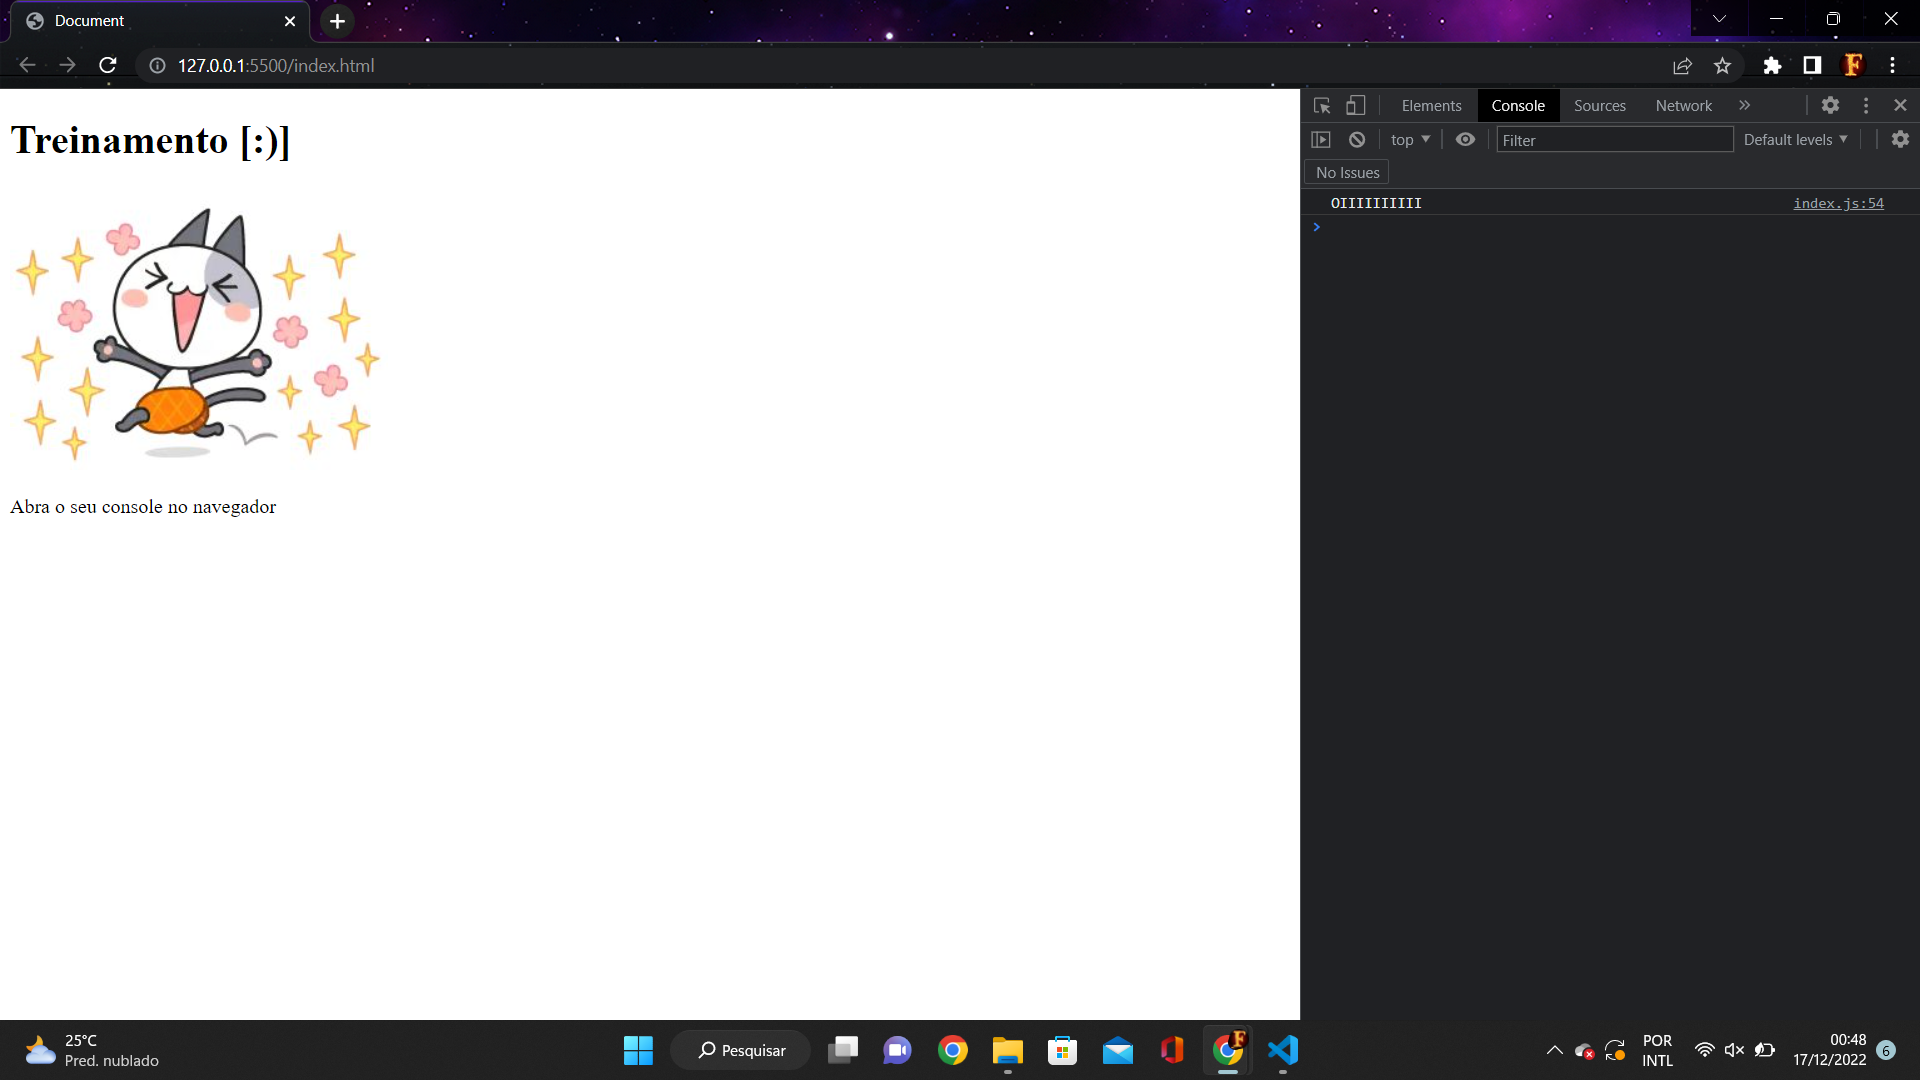 Document
127.0.0.1:5500/index.html
Treinamento [:)]
Abra o seu console no navegador
Elements
Console
Sources
Network
top
Filter
Default levels
No Issues
OIIIIIIIIII
index.js:54
25°C
Pred. nublado
Pesquisar
POR
INTL
00:48
17/12/2022
6